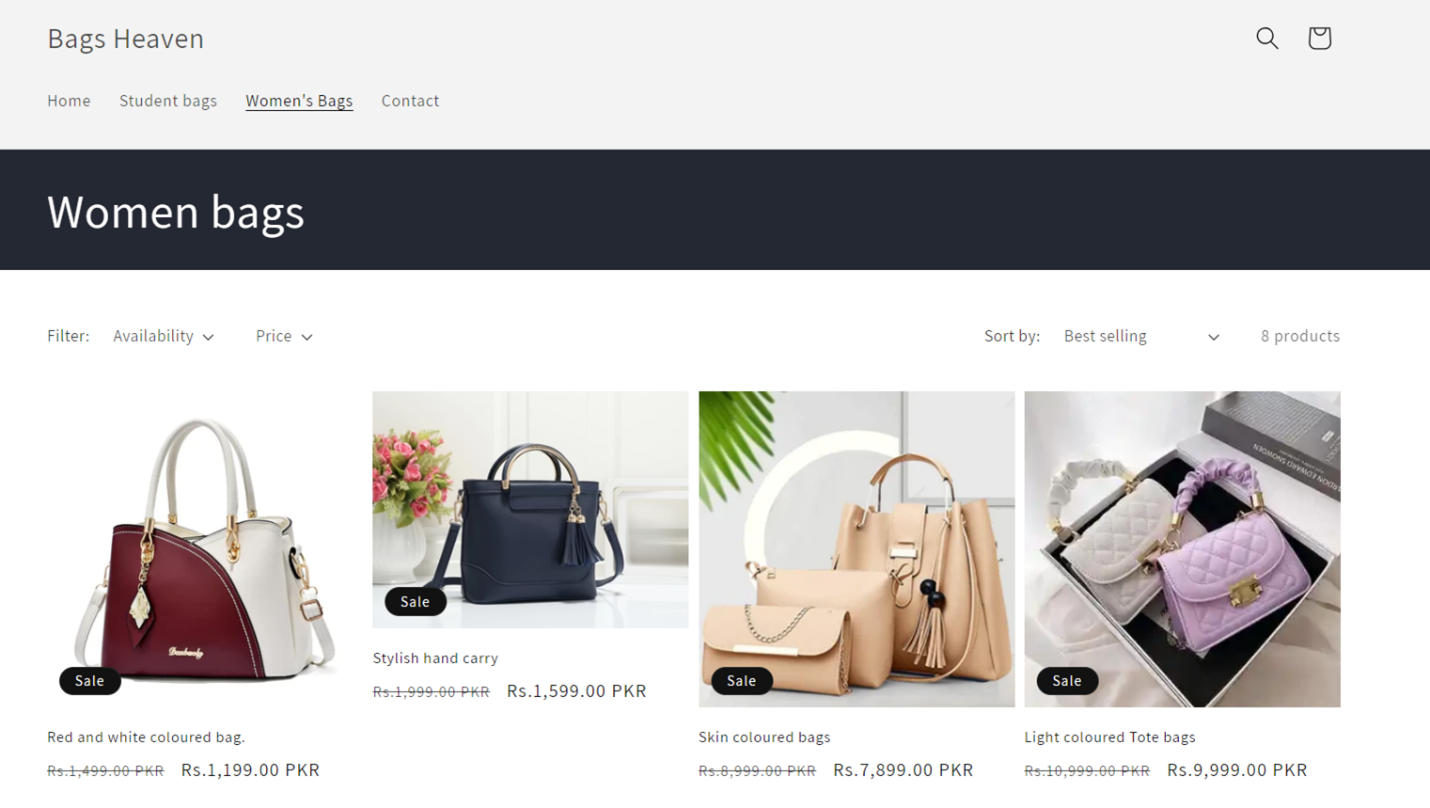 Bags Heaven
Home Student bags Women's Bags Contact
Women bags
Filter: Availability Price Sort by: Best selling 8 products
Sale
Sale
Sale
Sale
Stylish hand carry
Rs.1,999.00 PKR Rs.1,599.00 PKR
Red and white coloured bag. Skin coloured bags Light coloured Tote bags
Rs.1,499.00 PKR Rs.1,199.00 PKR Rs.8,999.00 PKR Rs.7,899.00 PKR Rs.10,999.00 PKR Rs.9,999.00 PKR